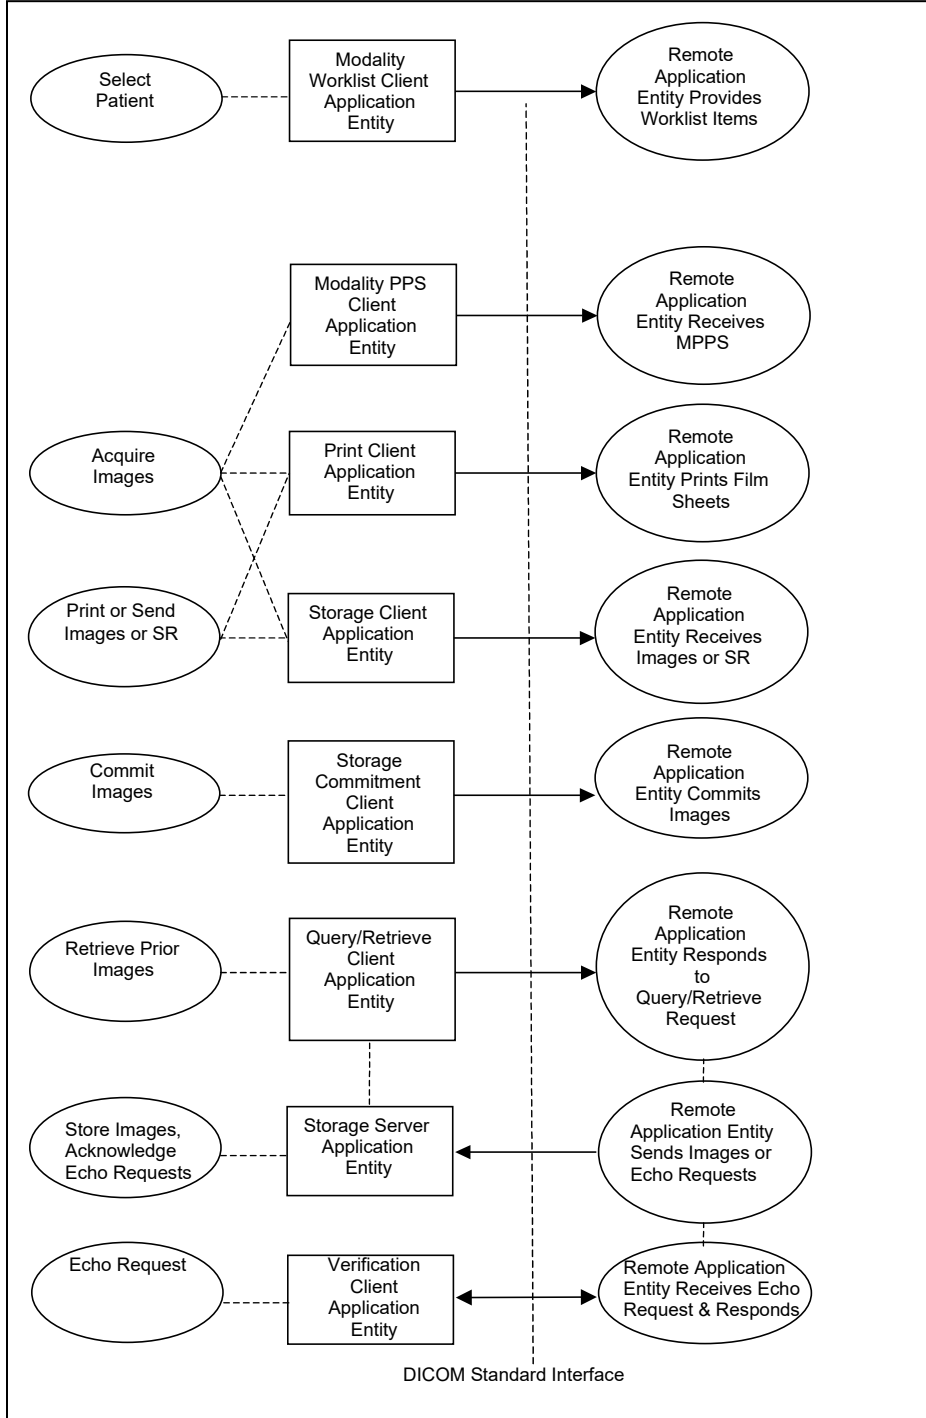 Select
Patient
Modality
Worklist Client
Application
Entity
Remote
Application
Entity Provides
Worklist Items
Modality PPS
Client
Application
Entity
Remote
Application
Entity Receives
MPPS
Acquire
Images
Print Client
Application
Entity
Remote
Application
Entity Prints Film
Sheets
Print or Send
Images or SR
Storage Client
Application
Entity
Remote
Application
Entity Receives
Images or SR
Commit
Images
Storage
Commitment
Client
Application
Entity
Remote
Application
Entity Commits
Images
Retrieve Prior
Images
Query/Retrieve
Client
Application
Entity
Remote
Application
Entity Responds
to
Query/Retrieve
Request
Store Images,
Acknowledge
Echo Requests
Storage Server
Application
Entity
Remote
Application Entity
Sends Images or
Echo Requests
Echo Request
Verification
Client
Application
Entity
Remote Application
Entity Receives Echo
Request & Responds
DICOM Standard Interface